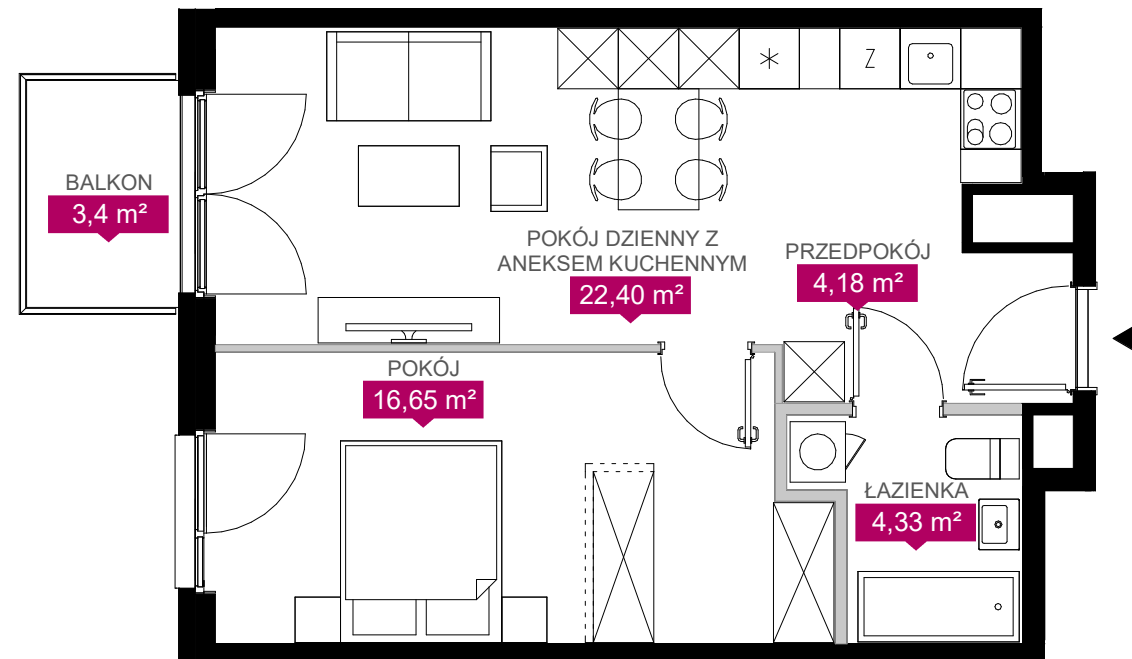 BALKON
3,4 m²
POKÓJ DZIENNY Z
ANEKSEM KUCHENNYM
22,40 m²
PRZEDPOKÓJ
4,18 m²
POKÓJ
16,65 m²
ŁAZIENKA
4,33 m²
Z